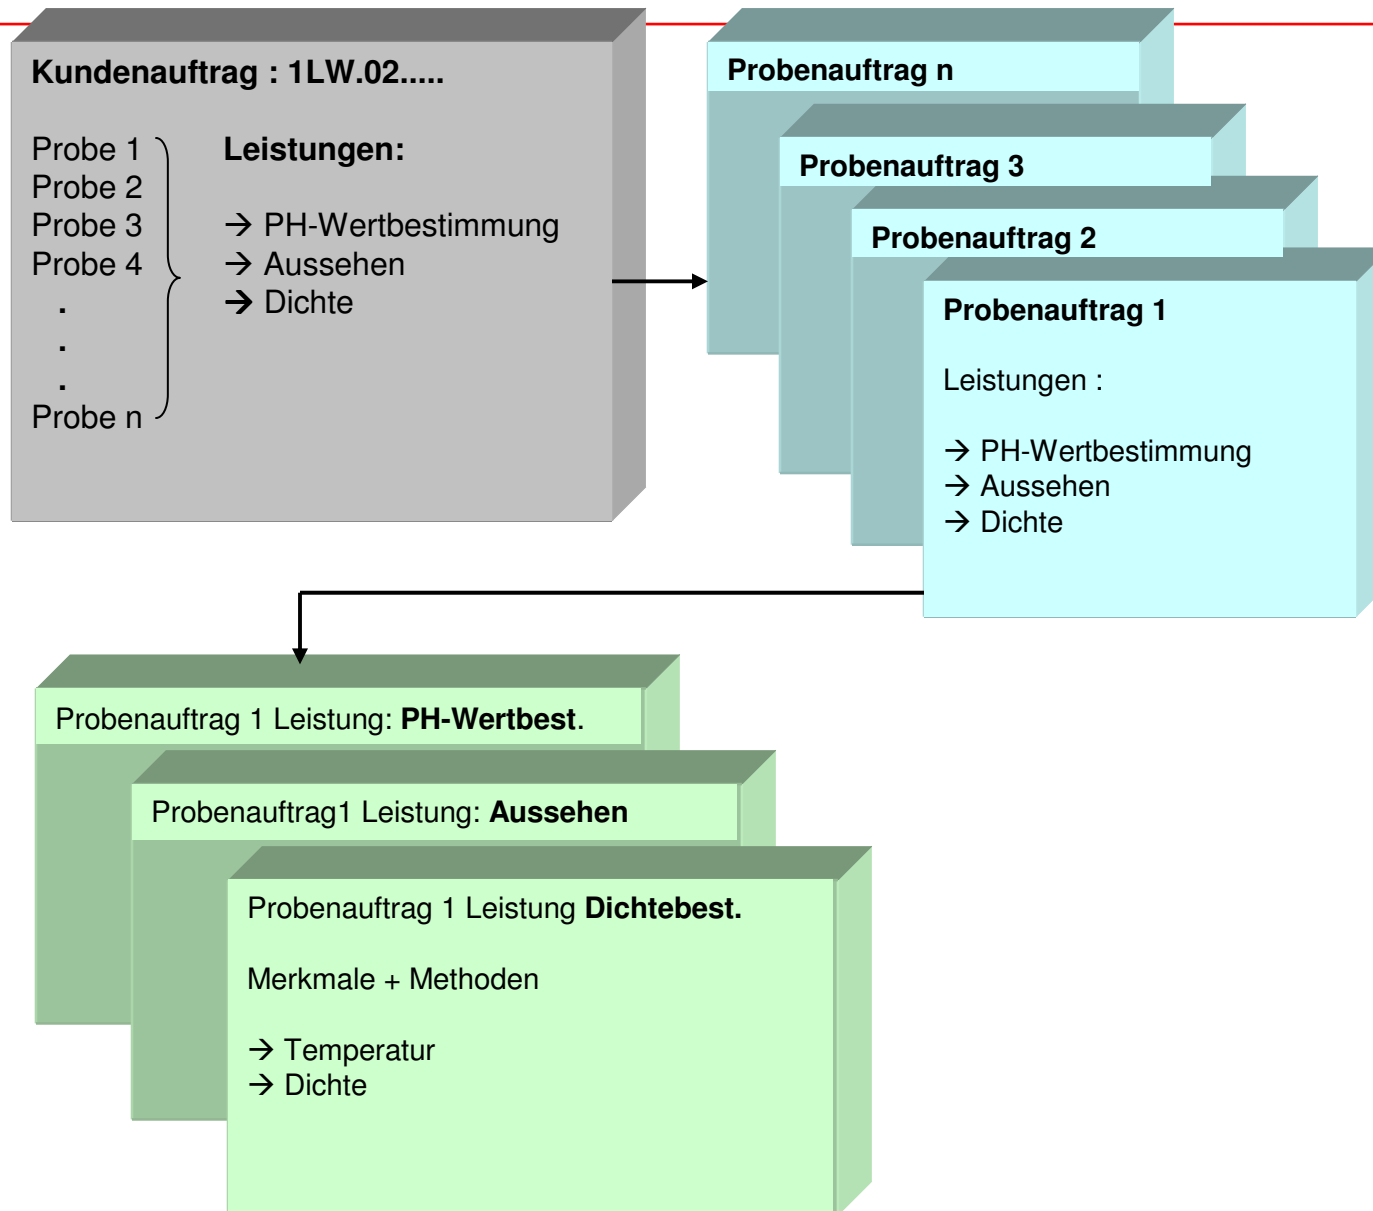 Kundenauftrag : 1LW.02.....
Probe 1
Probe 2
Probe 3
Probe 4
.
.
.
Probe n
Leistungen:
→ PH-Wertbestimmung
→ Aussehen
→ Dichte
Probenauftrag n
Probenauftrag 3
Probenauftrag 2
Probenauftrag 1
Leistungen :
→ PH-Wertbestimmung
→ Aussehen
→ Dichte
Probenauftrag 1 Leistung: PH-Wertbest.
Probenauftrag1 Leistung: Aussehen
Probenauftrag 1 Leistung Dichtebest.
Merkmale + Methoden
→ Temperatur
→ Dichte